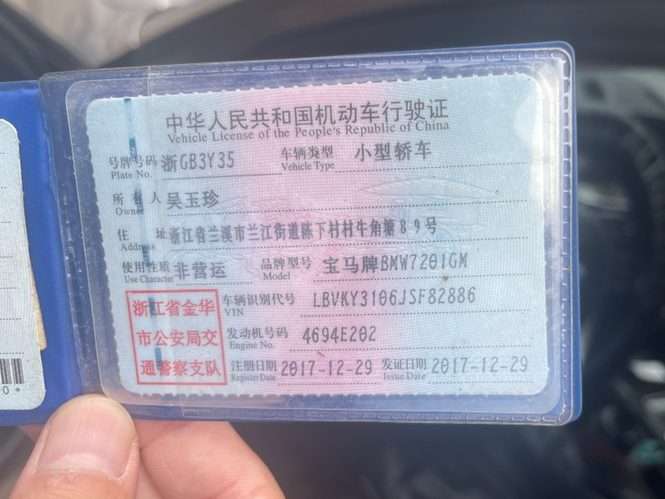 中华人民共和国机动车行驶证
Vehicle License of the People's Republic of China
号牌号码 浙GB3Y35 车辆类型 小型轿车
Plate No. Vehicle Type
所有人 吴玉珍
Owner
住址 浙江省兰溪市兰江街道陈下村村牛角塘89号
Address
使用性质 非营运 品牌型号 宝马牌BMW7201GM
Use Character Model
浙江省金华
市公安局交
通警察支队
车辆识别代号 LBVKY3106JSF82886
VIN
发动机号码 4694E202
Engine No.
注册日期 2017-12-29 发证日期 2017-12-29
Register Date Issue Date